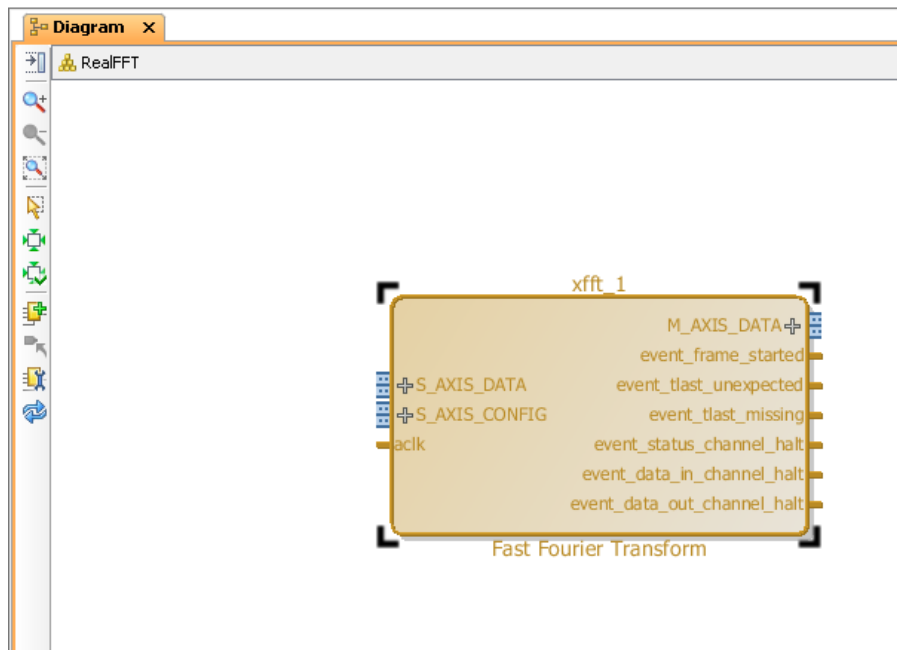 Diagram
RealFFT
xfft_1
M_AXIS_DATA
event_frame_started
S_AXIS_DATA event_tlast_unexpected
S_AXIS_CONFIG event_tlast_missing
aclk event_status_channel_halt
event_data_in_channel_halt
event_data_out_channel_halt
Fast Fourier Transform